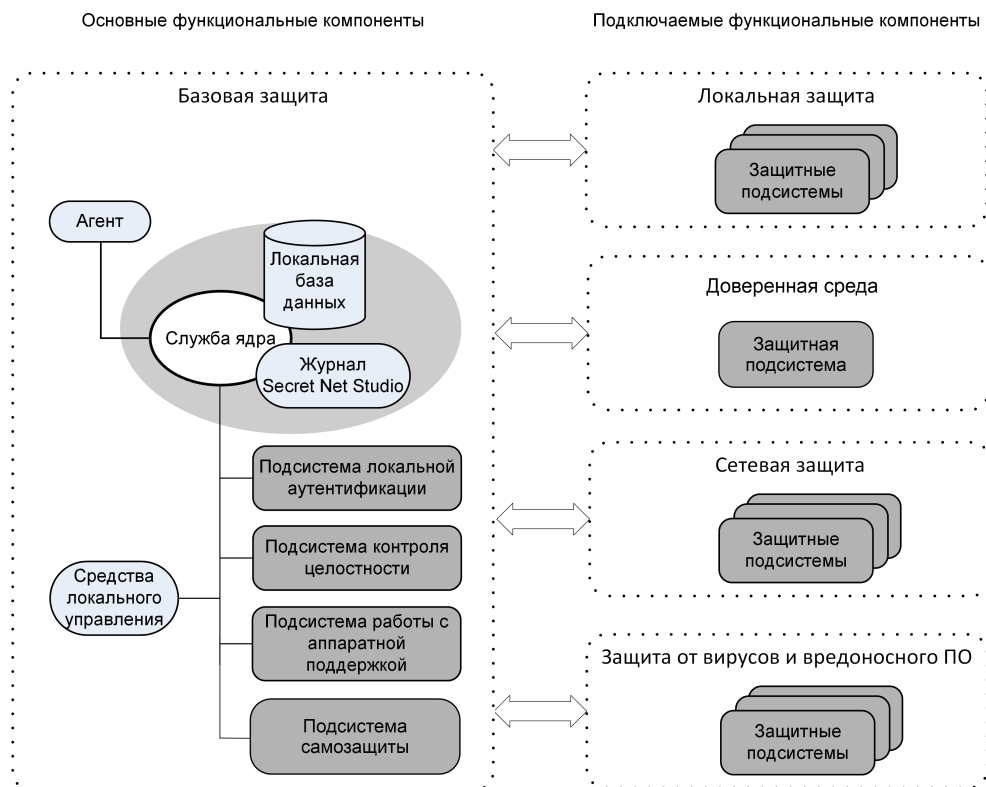 Основные функциональные компоненты
Подключаемые функциональные компоненты
Базовая защита
Агент
Локальная
база
данных
Служба ядра
Журнал
Secret Net Studio
Подсистема локальной
аутентификации
Подсистема контроля
целостности
Средства
локального
управления
Подсистема работы с
аппаратной
поддержкой
Подсистема
самозащиты
Локальная защита
Защитные
подсистемы
Доверенная среда
Защитная
подсистема
Сетевая защита
Защитные
подсистемы
Защита от вирусов и вредоносного ПО
Защитные
подсистемы